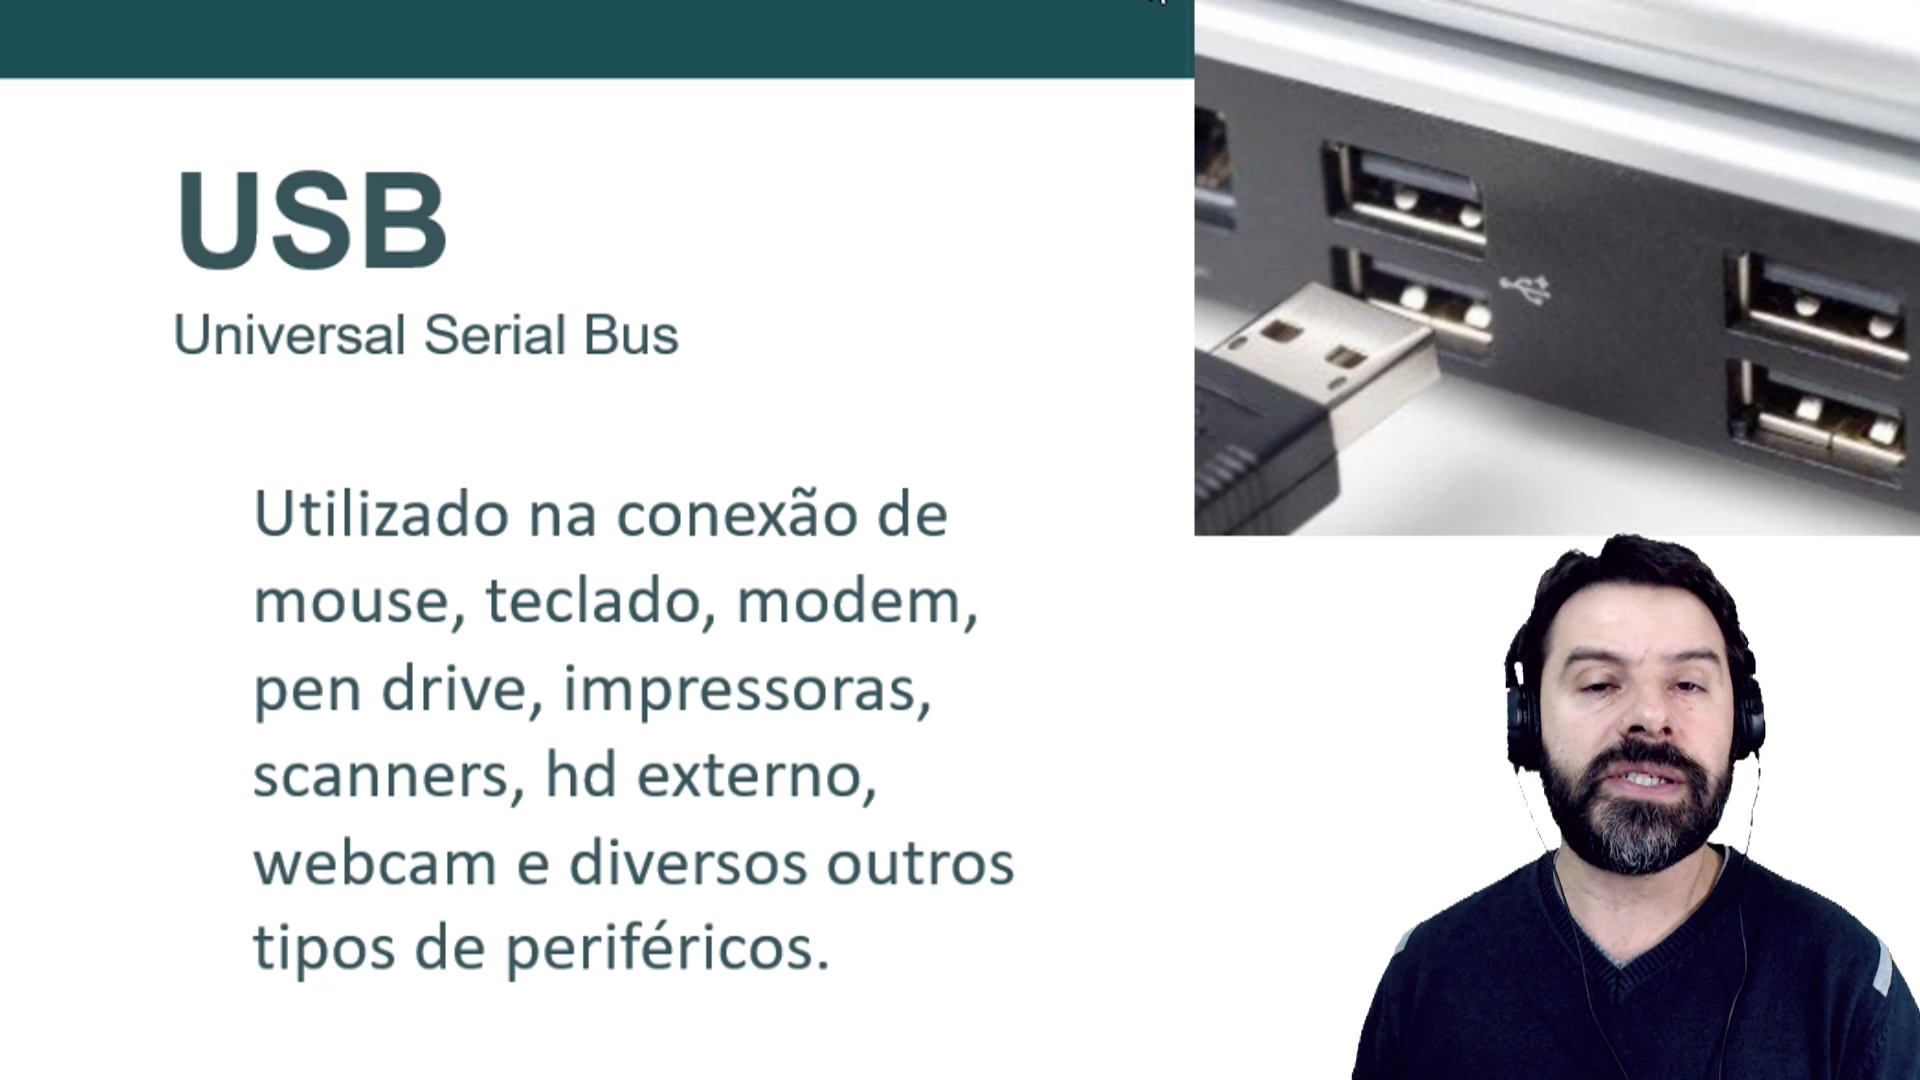 USB
Universal Serial Bus
Utilizado na conexão de
mouse, teclado, modem,
pen drive, impressoras,
scanners, hd externo,
webcam e diversos outros
tipos de periféricos.